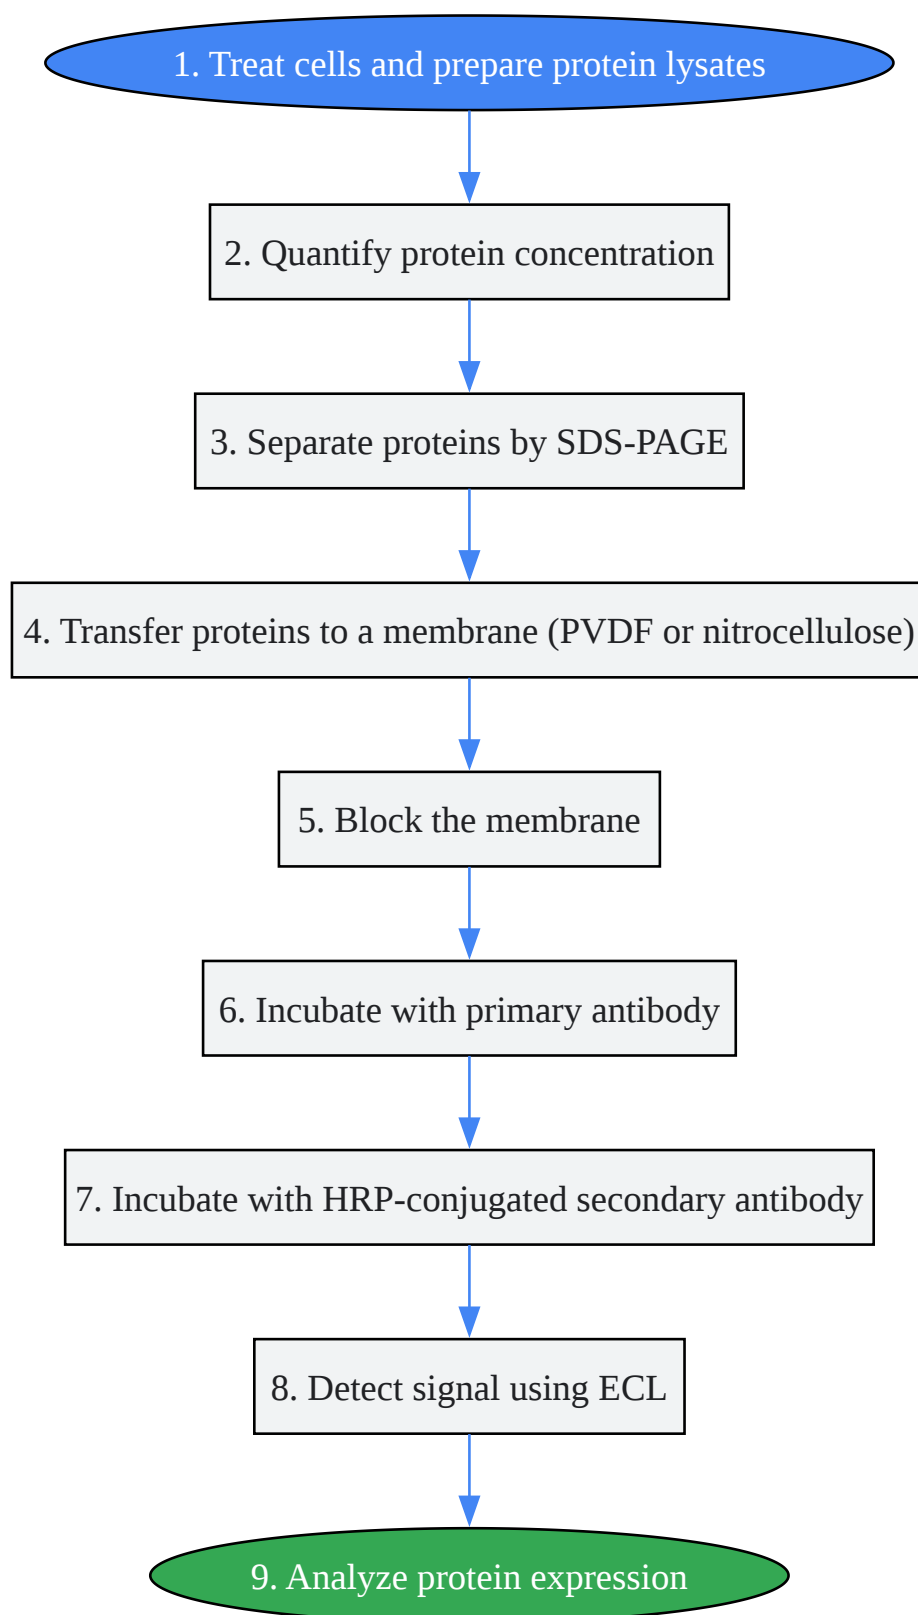 1. Treat cells and prepare protein lysates
2. Quantify protein concentration
3. Separate proteins by SDS-PAGE
4. Transfer proteins to a membrane (PVDF or nitrocellulose)
5. Block the membrane
6. Incubate with primary antibody
7. Incubate with HRP-conjugated secondary antibody
8. Detect signal using ECL
9. Analyze protein expression